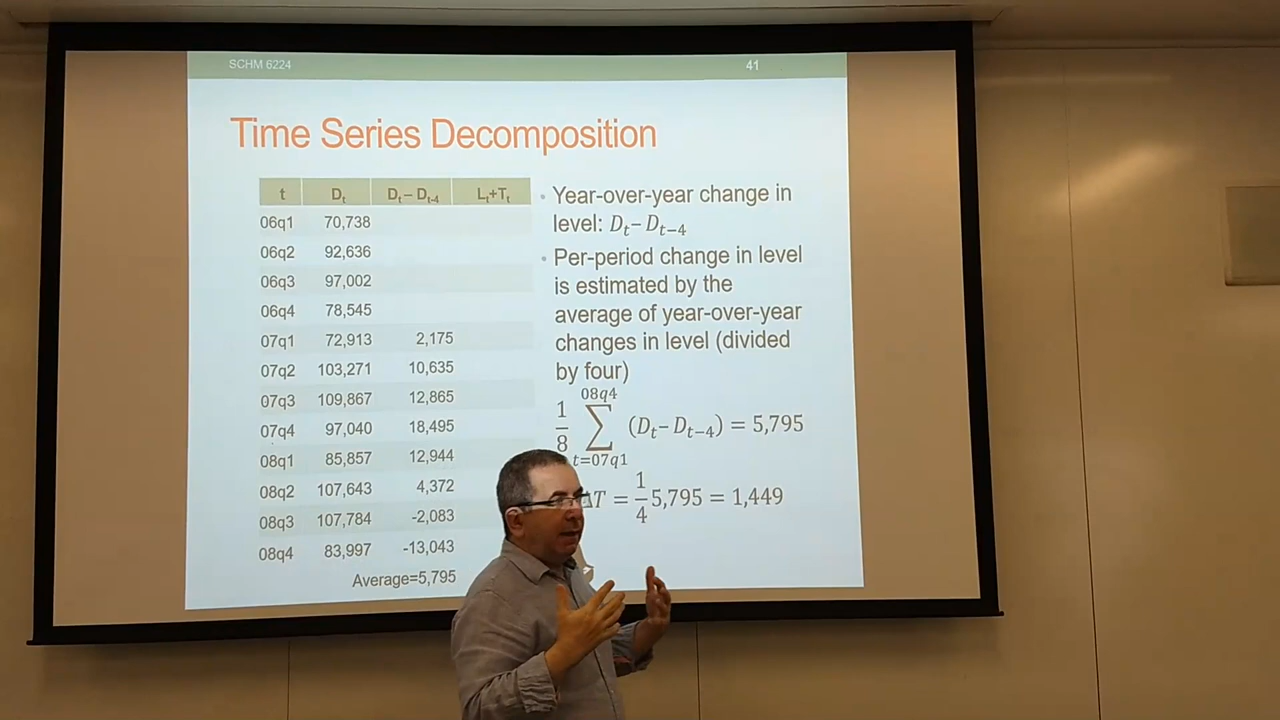 SCHM 6224 41
Time Series Decomposition
t Dₜ Dₜ – Dₜ₋₄ Lₜ+Tₜ
06q1 70,738
06q2 92,636
06q3 97,002
06q4 78,545
07q1 72,913 2,175
07q2 103,271 10,635
07q3 109,867 12,865
07q4 97,040 18,495
08q1 85,857 12,944
08q2 107,643 4,372
08q3 107,784 -2,083
08q4 83,997 -13,043
Average=5,795
• Year-over-year change in
level: Dₜ – Dₜ₋₄
• Per-period change in level
is estimated by the
average of year-over-year
changes in level (divided
by four)
08q4
1/8 ∑ (Dₜ – Dₜ₋₄) = 5,795
t=07q1
ΔT = 1/4 5,795 = 1,449